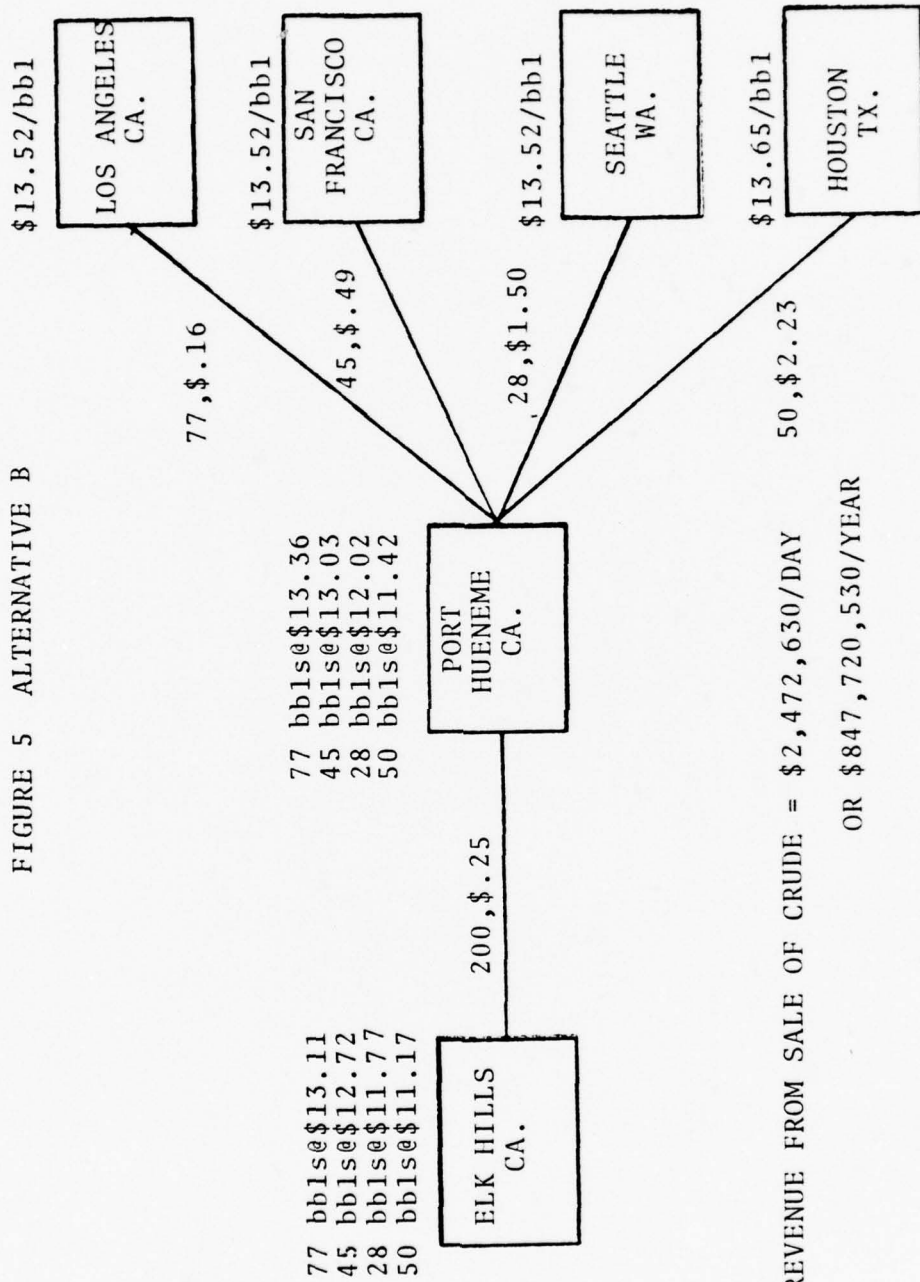 FIGURE 5 ALTERNATIVE B
77 bbls@$13.11
45 bbls@$12.72
28 bbls@$11.77
50 bbls@$11.17
ELK HILLS
CA.
200,$.25
77 bbls@$13.36
45 bbls@$13.03
28 bbls@$12.02
50 bbls@$11.42
PORT
HUENEME
CA.
77,$.16
45,$.49
28,$1.50
50,$2.23
$13.52/bbl
LOS ANGELES
CA.
$13.52/bbl
SAN
FRANCISCO
CA.
$13.52/bbl
SEATTLE
WA.
$13.65/bbl
HOUSTON
TX.
REVENUE FROM SALE OF CRUDE = $2,472,630/DAY
OR $847,720,530/YEAR